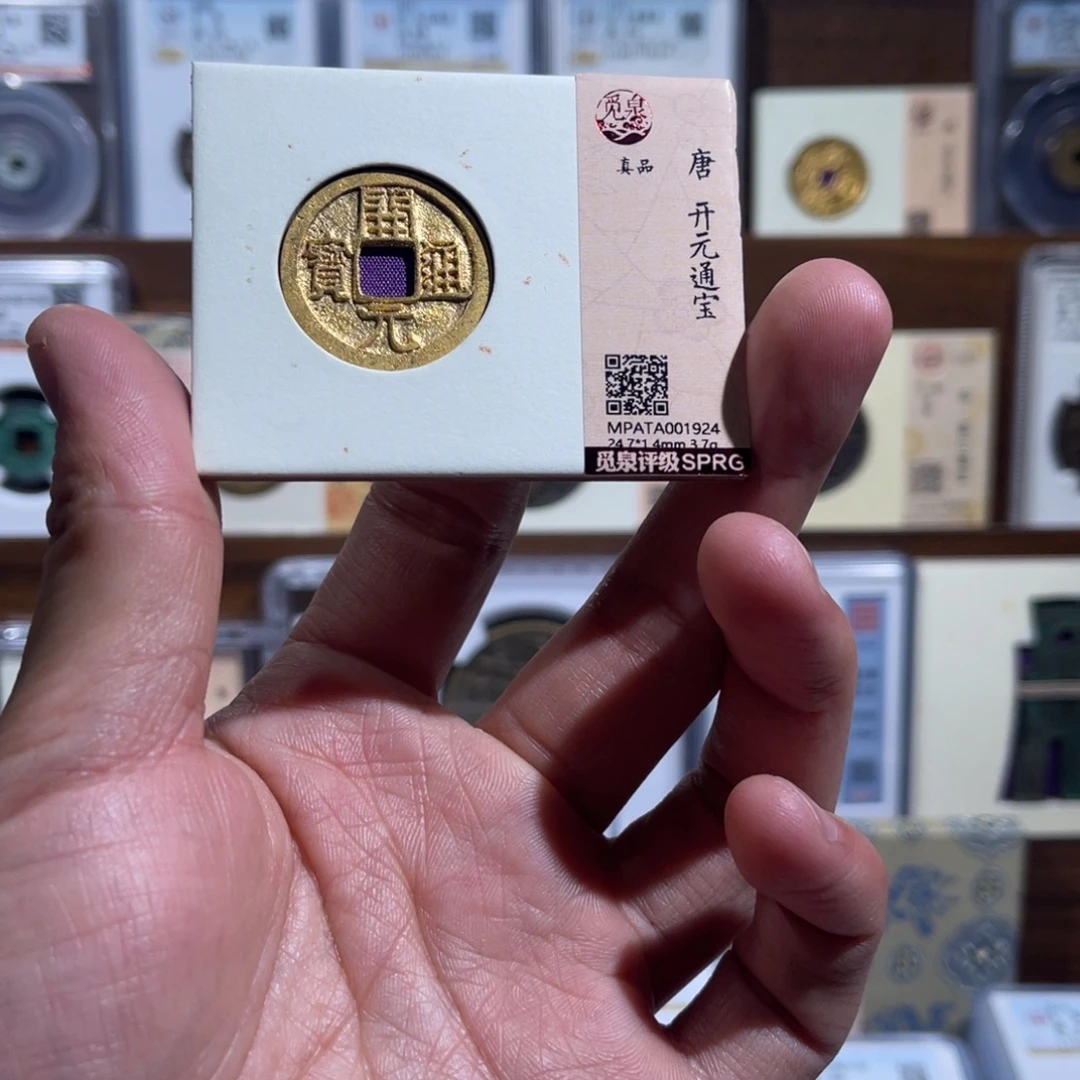 開
元
通
寶
觅泉
真品
唐 开元通宝
MPATA001924
24.7*1.4mm 3.7g
觅泉评级SPRG